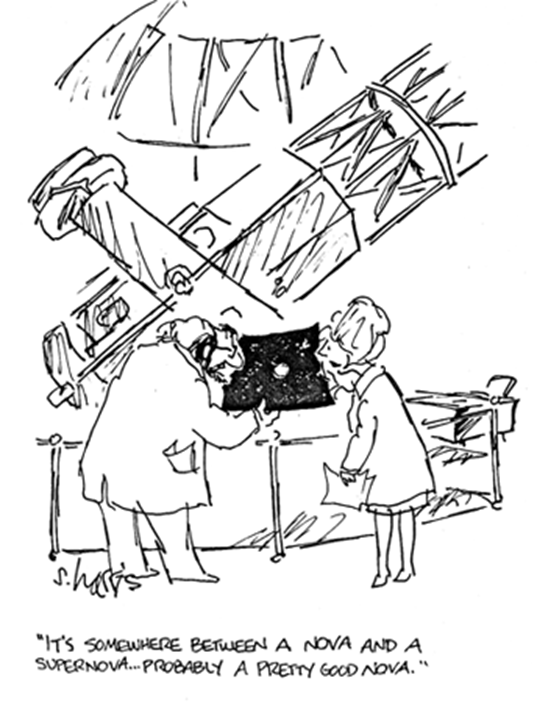 s.harris
"IT'S SOMEWHERE BETWEEN A NOVA AND A
SUPERNOVA...PROBABLY A PRETTY GOOD NOVA."